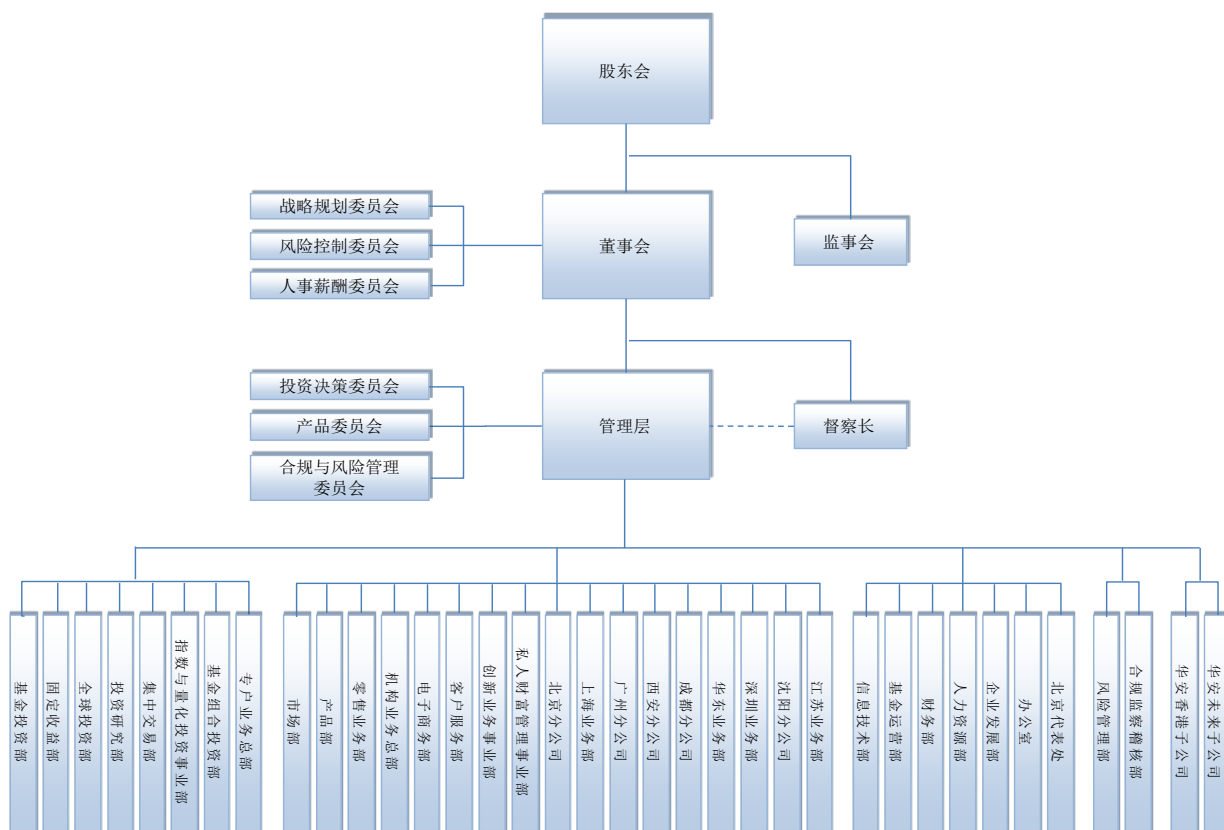 股东会
战略规划委员会
风险控制委员会
人事薪酬委员会
董事会
监事会
投资决策委员会
产品委员会
合规与风险管理
委员会
管理层
督察长
基金投资部
固定收益部
全球投资部
投资研究部
集中交易部
指数与量化投资事业部
基金组合投资部
专户业务总部
市场部
产品部
零售业务部
机构业务总部
电子商务部
客户服务部
创新业务事业部
私人财富管理事业部
北京分公司
上海业务部
广州分公司
西安分公司
成都分公司
华东业务部
深圳业务部
沈阳分公司
江苏业务部
信息技术部
基金运营部
财务部
人力资源部
企业发展部
办公室
北京代表处
风险管理部
合规监察稽核部
华安香港子公司
华安未来子公司